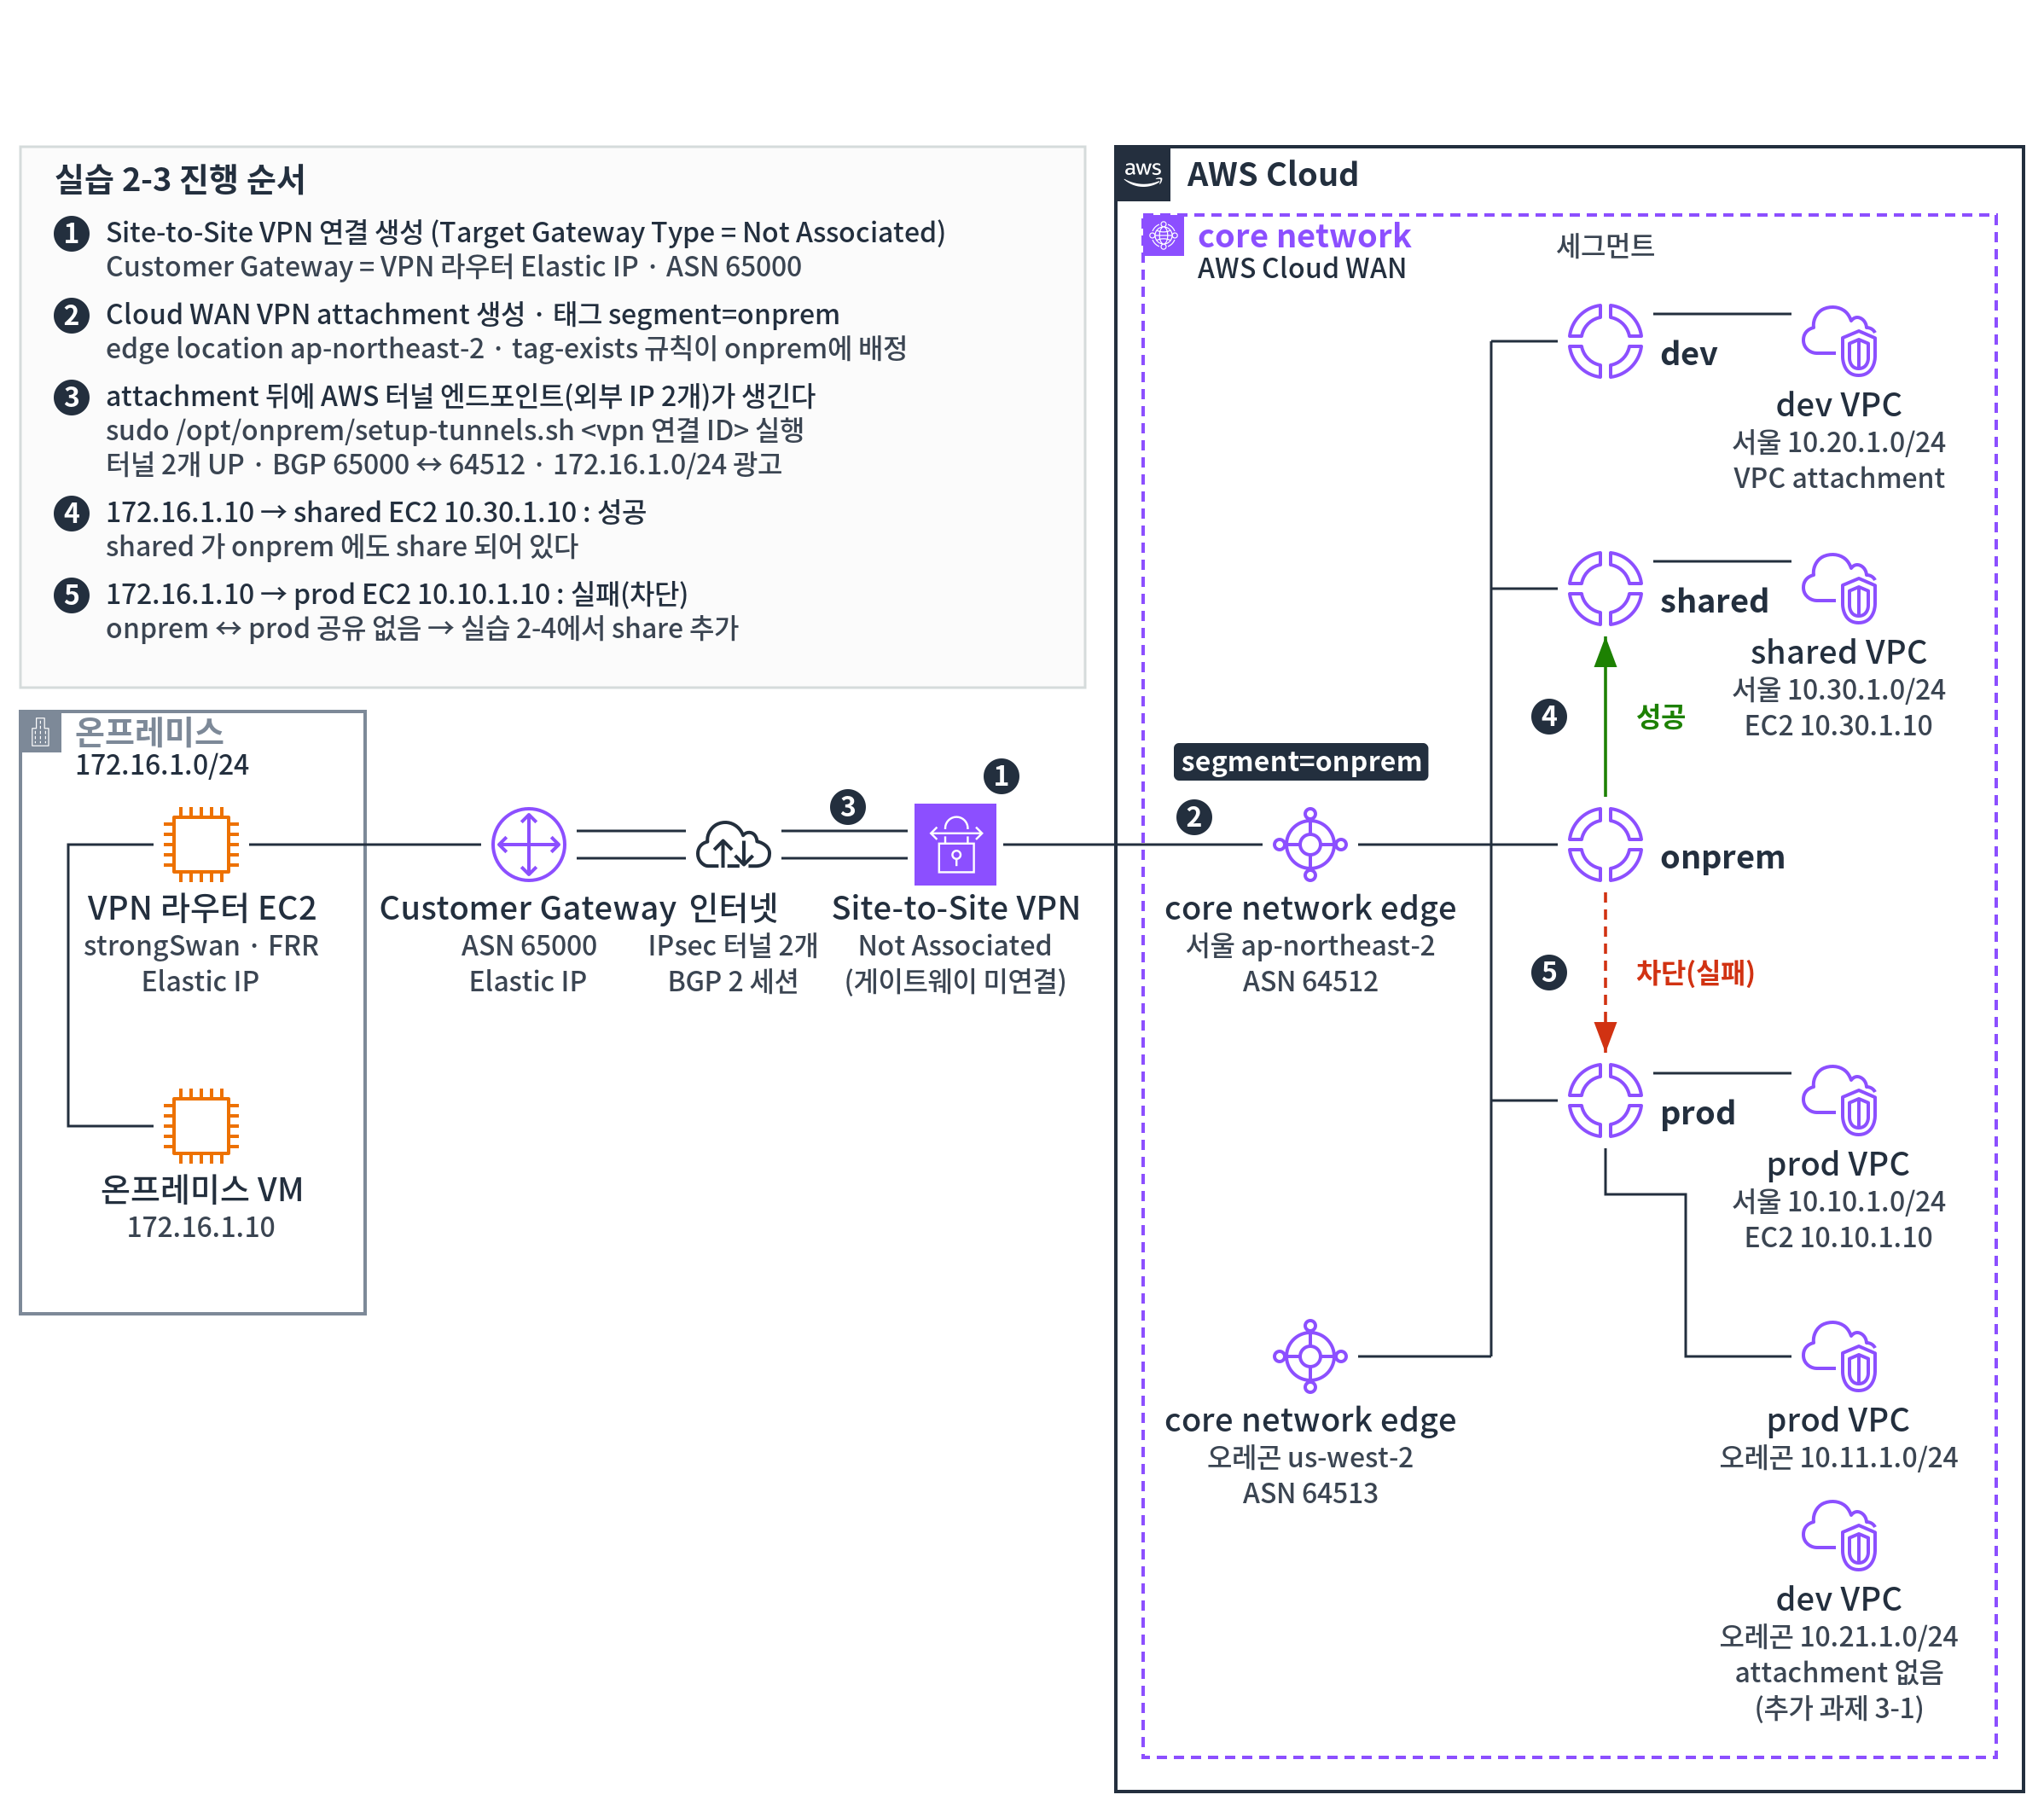 실습 2-3 진행 순서
1 Site-to-Site VPN 연결 생성 (Target Gateway Type = Not Associated)
Customer Gateway = VPN 라우터 Elastic IP · ASN 65000
2 Cloud WAN VPN attachment 생성 · 태그 segment=onprem
edge location ap-northeast-2 · tag-exists 규칙이 onprem에 배정
3 attachment 뒤에 AWS 터널 엔드포인트(외부 IP 2개)가 생긴다
sudo /opt/onprem/setup-tunnels.sh <vpn 연결 ID> 실행
터널 2개 UP · BGP 65000 ↔ 64512 · 172.16.1.0/24 광고
4 172.16.1.10 → shared EC2 10.30.1.10 : 성공
shared 가 onprem 에도 share 되어 있다
5 172.16.1.10 → prod EC2 10.10.1.10 : 실패(차단)
onprem ↔ prod 공유 없음 → 실습 2-4에서 share 추가
온프레미스
172.16.1.0/24
VPN 라우터 EC2
strongSwan · FRR
Elastic IP
온프레미스 VM
172.16.1.10
Customer Gateway
ASN 65000
Elastic IP
인터넷
IPsec 터널 2개
BGP 2 세션
3
1
Site-to-Site VPN
Not Associated
(게이트웨이 미연결)
aws
AWS Cloud
core network
AWS Cloud WAN
세그먼트
segment=onprem
2
core network edge
서울 ap-northeast-2
ASN 64512
core network edge
오레곤 us-west-2
ASN 64513
dev
dev VPC
서울 10.20.1.0/24
VPC attachment
shared
shared VPC
서울 10.30.1.0/24
EC2 10.30.1.10
4
성공
onprem
5
차단(실패)
prod
prod VPC
서울 10.10.1.0/24
EC2 10.10.1.10
prod VPC
오레곤 10.11.1.0/24
dev VPC
오레곤 10.21.1.0/24
attachment 없음
(추가 과제 3-1)